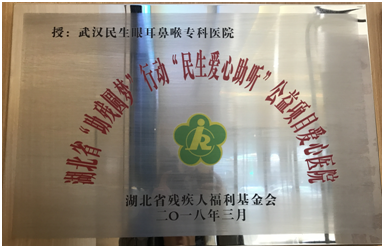 授：武汉民生眼耳鼻喉专科医院
湖北省“助残圆梦”行动“民生爱心助听”公益项目爱心医院
湖北省残疾人福利基金会
二〇一八年三月